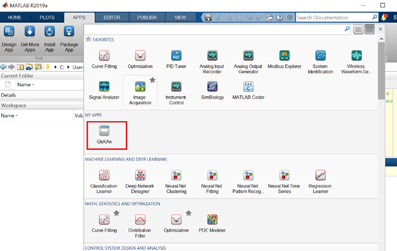 MATLAB R2019a
HOME PLOTS APPS EDITOR PUBLISH VIEW Search Documentation
Design App Get More Apps Install App Package App
FAVORITES
Curve Fitting Optimization PID Tuner Analog Input Recorder Analog Output Generator Modbus Explorer System Identification Wireless Waveform Ge...
Signal Analyzer Image Acquisition Instrument Control SimBiology MATLAB Coder
Current Folder
Name
Details
Workspace
Name
MY APPS
MACHINE LEARNING AND DEEP LEARNING
Classification Learner Deep Network Designer Neural Net Clustering Neural Net Fitting Neural Net Pattern Recog... Neural Net Time Series Regression Learner
MATH, STATISTICS AND OPTIMIZATION
Curve Fitting Distribution Fitter Optimization PDE Modeler
CONTROL SYSTEM DESIGN AND ANALYSIS